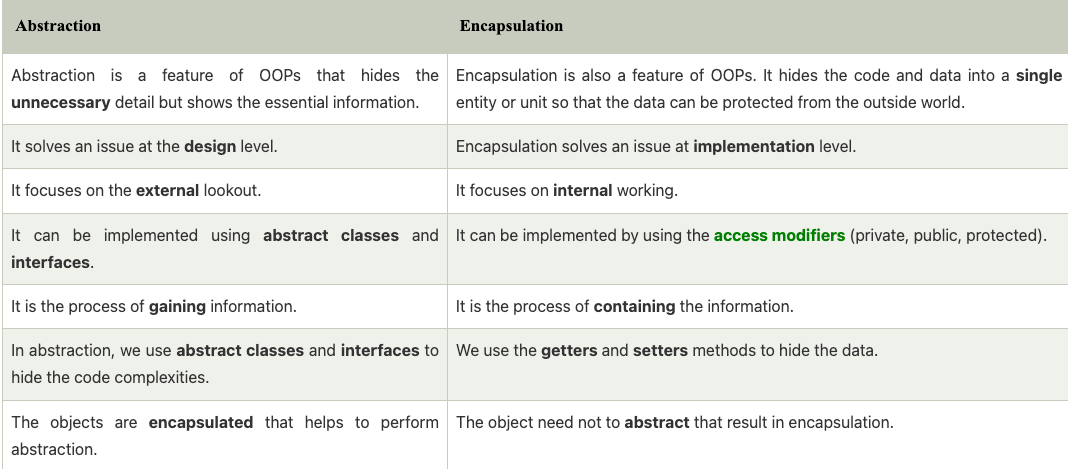 Abstraction
Encapsulation
Abstraction is a feature of OOPs that hides the
unnecessary detail but shows the essential information.
Encapsulation is also a feature of OOPs. It hides the code and data into a single
entity or unit so that the data can be protected from the outside world.
It solves an issue at the design level.
Encapsulation solves an issue at implementation level.
It focuses on the external lookout.
It focuses on internal working.
It can be implemented using abstract classes and
interfaces.
It can be implemented by using the access modifiers (private, public, protected).
It is the process of gaining information.
It is the process of containing the information.
In abstraction, we use abstract classes and interfaces to
hide the code complexities.
We use the getters and setters methods to hide the data.
The objects are encapsulated that helps to perform
abstraction.
The object need not to abstract that result in encapsulation.